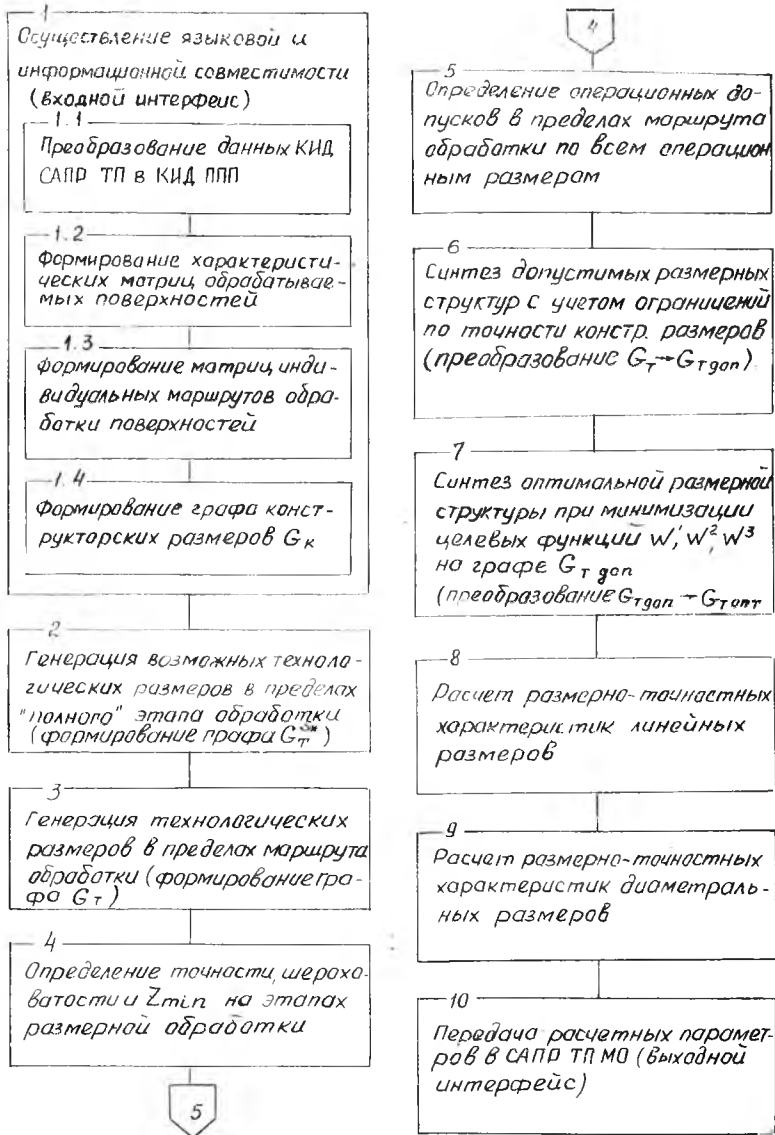 1
Осуществление языковой и
информационной совместимости
(входной интерфейс)
1.1
Преобразование данных КИД
САПР ТП в КИД ППП
1.2
Формирование характеристи-
ческих матриц обрабатывае-
мых поверхностей
1.3
Формирование матриц инди-
видуальных маршрутов обра-
ботки поверхностей
1.4
Формирование графа конст-
рукторских размеров Gк
2
Генерация возможных техноло-
гических размеров в пределах
"полного" этапа обработки
(формирование графа Gт*)
3
Генерация технологических
размеров в пределах маршрута
обработки (формирование гра-
фа Gт)
4
Определение точности, шерохо-
ватости и Zmin на этапах
размерной обработки
5
4
5
Определение операционных до-
пусков в пределах маршрута
обработки по всем операцион
ным размерам
6
Синтез допустимых размерных
структур с учетом ограничений
по точности констр. размеров
(преобразование Gт→Gт доп)
7
Синтез оптимальной размерной
структуры при минимизации
целевых функций W¹, W², W³
на графе Gт доп
(преобразование Gт доп → Gт опт
8
Расчет размерно-точностных
характеристик линейных
размеров
9
Расчет размерно-точностных
характеристик диаметраль-
ных размеров
10
Передача расчетных парамет-
ров в САПР ТП МО (выходной
интерфейс)